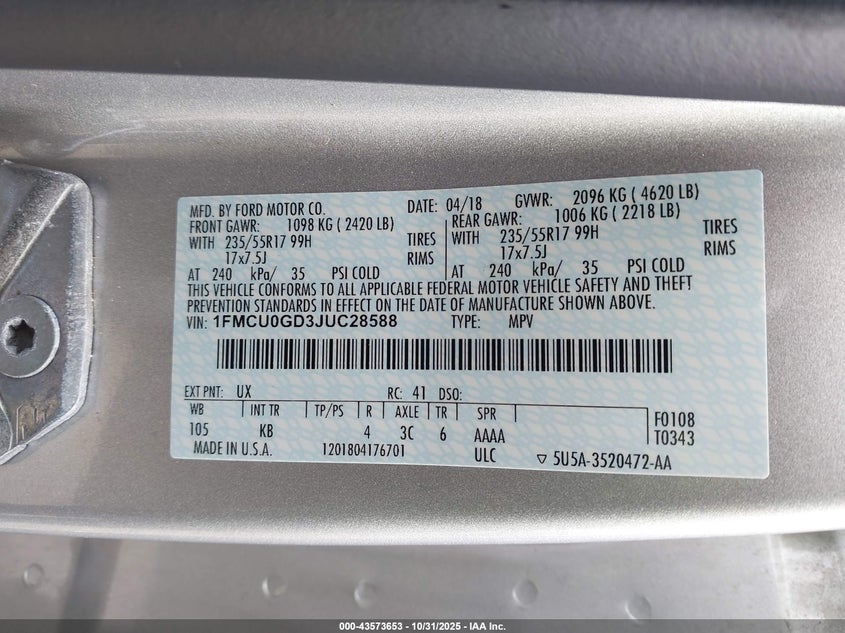 MFD. BY FORD MOTOR CO. DATE: 04/18 GVWR: 2096 KG ( 4620 LB)
FRONT GAWR: 1098 KG ( 2420 LB) REAR GAWR: 1006 KG ( 2218 LB)
WITH 235/55R17 99H TIRES WITH 235/55R17 99H TIRES
17x7.5J RIMS 17x7.5J RIMS
AT 240 kPa/ 35 PSI COLD AT 240 kPa/ 35 PSI COLD
THIS VEHICLE CONFORMS TO ALL APPLICABLE FEDERAL MOTOR VEHICLE SAFETY AND THEFT
PREVENTION STANDARDS IN EFFECT ON THE DATE OF MANUFACTURE SHOWN ABOVE.
VIN: 1FMCU0GD3JUC28588 TYPE: MPV
EXT PNT: UX RC: 41 DSO:
WB INT TR TP/PS R AXLE TR SPR F0108
105 KB 4 3C 6 AAAA T0343
MADE IN U.S.A. 1201804176701 ULC ▽ 5U5A-3520472-AA
000-43573653 - 10/31/2025 - IAA Inc.